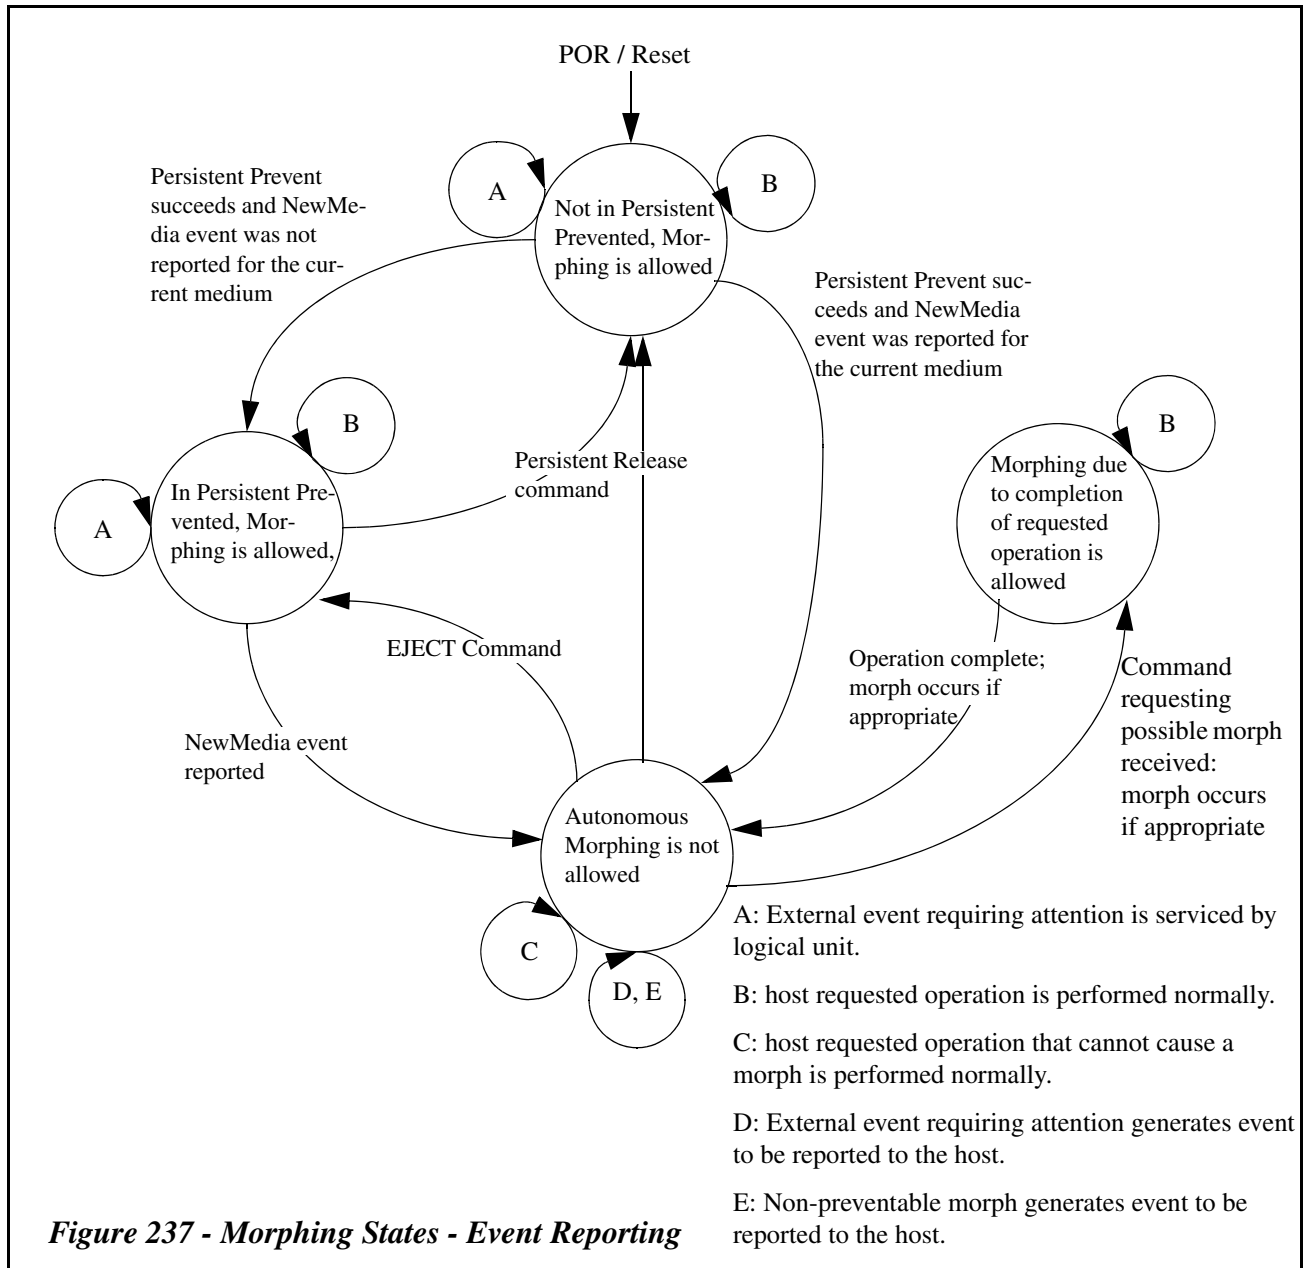 POR / Reset
A
B
Not in Persistent
Prevented, Mor-
phing is allowed
Persistent Prevent
succeeds and NewMe-
dia event was not
reported for the cur-
rent medium
Persistent Prevent suc-
ceeds and NewMedia
event was reported for
the current medium
B
A
In Persistent Pre-
vented, Mor-
phing is allowed,
Persistent Release
command
B
Morphing due
to completion
of requested
operation is
allowed
EJECT Command
Operation complete;
morph occurs if
appropriate
Command
requesting
possible morph
received:
morph occurs
if appropriate
NewMedia event
reported
Autonomous
Morphing is not
allowed
C
D, E
A: External event requiring attention is serviced by
logical unit.
B: host requested operation is performed normally.
C: host requested operation that cannot cause a
morph is performed normally.
D: External event requiring attention generates event
to be reported to the host.
E: Non-preventable morph generates event to be
reported to the host.
Figure 237 - Morphing States - Event Reporting